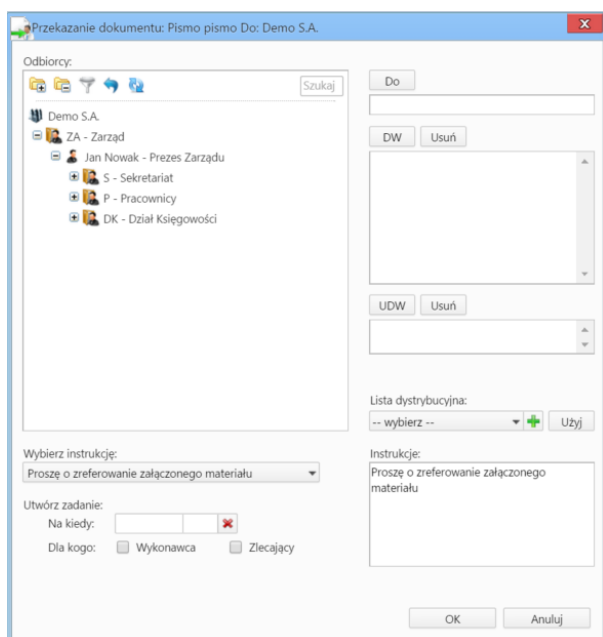 Przekazanie dokumentu: Pismo pismo Do: Demo S.A.
Odbiorcy:
Szukaj
Demo S.A.
ZA - Zarząd
Jan Nowak - Prezes Zarządu
S - Sekretariat
P - Pracownicy
DK - Dział Księgowości
Do
DW Usuń
UDW Usuń
Lista dystrybucyjna:
-- wybierz -- Użyj
Wybierz instrukcję:
Proszę o zreferowanie załączonego materiału
Utwórz zadanie:
Na kiedy:
Dla kogo: Wykonawca Zlecający
Instrukcje:
Proszę o zreferowanie załączonego
materiału
OK Anuluj